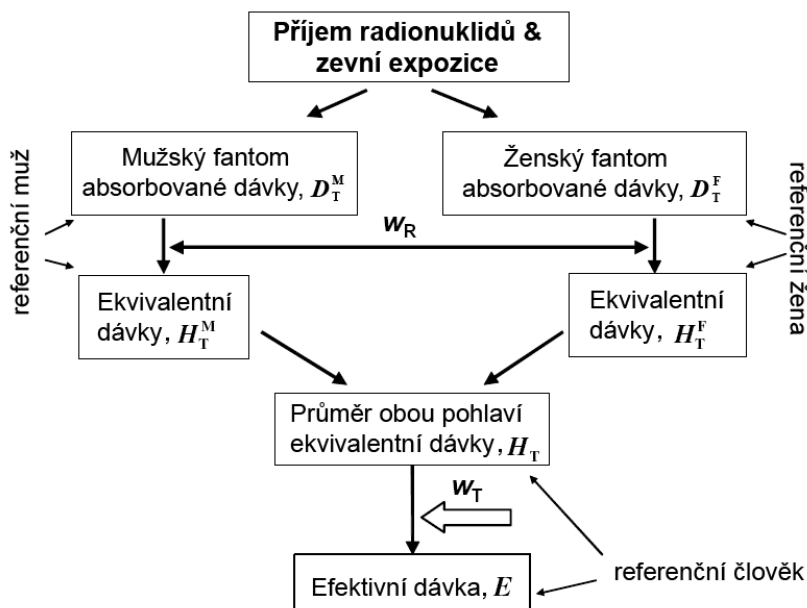 Příjem radionuklidů &
zevní expozice
referenční muž
Mužský fantom
absorbované dávky, D_T^M
Ženský fantom
absorbované dávky, D_T^F
referenční žena
w_R
Ekvivalentní
dávky, H_T^M
Ekvivalentní
dávky, H_T^F
Průměr obou pohlaví
ekvivalentní dávky, H_T
w_T
Efektivní dávka, E
referenční člověk